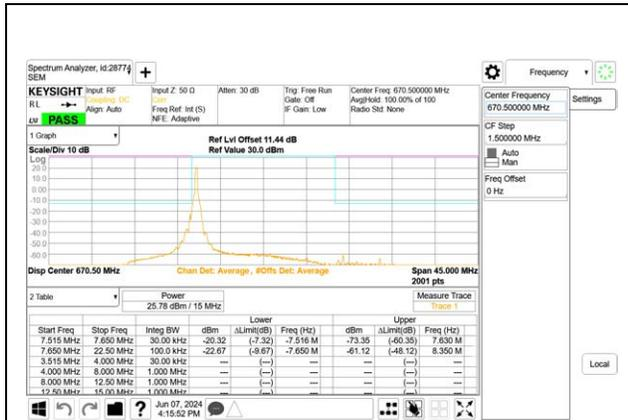 Spectrum Analyzer, Id:28774
SEM
KEYSIGHT Input: RF Input Z: 50 Ω Atten: 30 dB Trig: Free Run Center Freq: 670.500000 MHz
RL Coupling: DC Gate: Off Avg|Hold: 100.00% of 100
Align: Auto Freq Ref: Int (S) IF Gain: Low Radio Std: None
PASS NFE: Adaptive
1 Graph
Scale/Div 10 dB
Ref Lvl Offset 11.44 dB
Ref Value 30.0 dBm
Log
20.0
10.0
0.00
-10.0
-20.0
-30.0
-40.0
-50.0
-60.0
Disp Center 670.50 MHz Chan Det: Average , #Offs Det: Average Span 45.000 MHz
2001 pts
2 Table
Power
25.78 dBm / 15 MHz
Measure Trace
Trace 1
Lower Upper
Start Freq Stop Freq Integ BW dBm ΔLimit(dB) Freq (Hz) dBm ΔLimit(dB) Freq (Hz)
7.515 MHz 7.650 MHz 30.00 kHz -20.32 (-7.32) -7.516 M -73.35 (-60.35) 7.630 M
7.650 MHz 22.50 MHz 100.0 kHz -22.67 (-9.67) -7.650 M -61.12 (-48.12) 8.350 M
3.515 MHz 4.000 MHz 30.00 kHz --- (---) --- --- (---) ---
4.000 MHz 8.000 MHz 1.000 MHz --- (---) --- --- (---) ---
8.000 MHz 12.50 MHz 1.000 MHz --- (---) --- --- (---) ---
12.50 MHz 15.00 MHz 1.000 MHz --- (---) --- --- (---) ---
Jun 07, 2024
4:15:52 PM
Frequency
Center Frequency
670.500000 MHz
Settings
CF Step
1.500000 MHz
Auto
Man
Freq Offset
0 Hz
Local